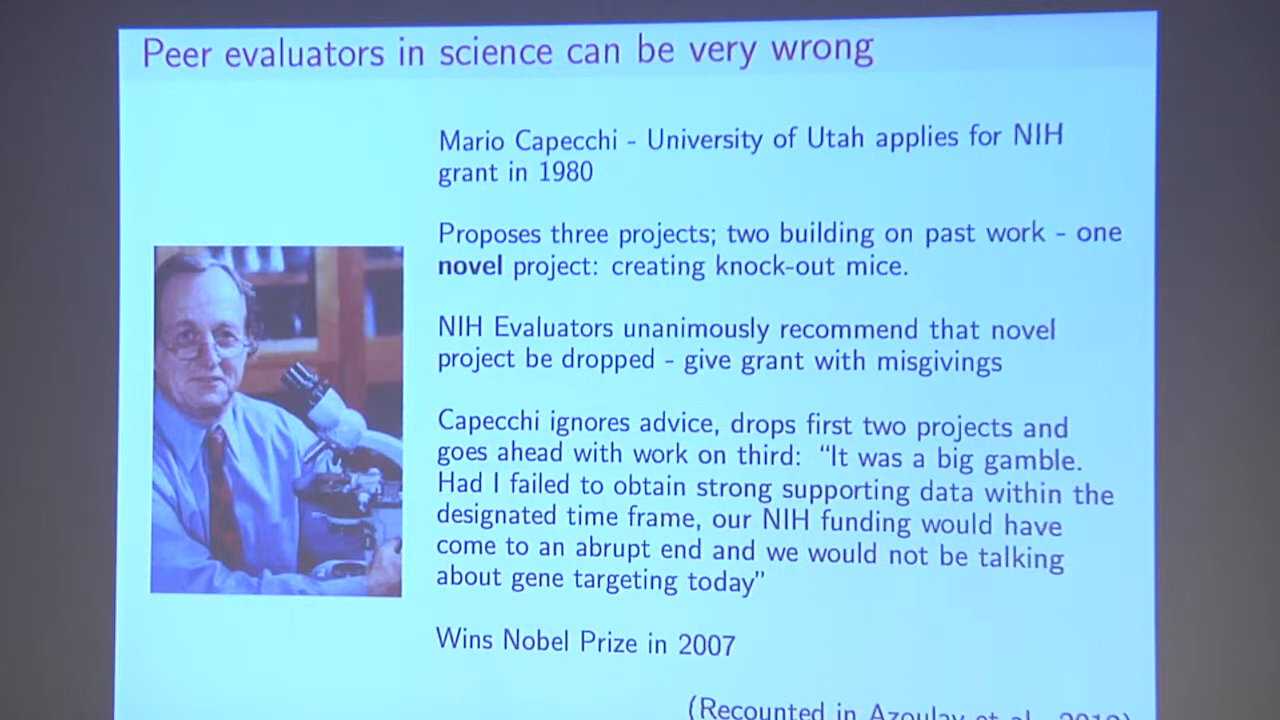 Peer evaluators in science can be very wrong
Mario Capecchi - University of Utah applies for NIH
grant in 1980
Proposes three projects; two building on past work - one
novel project: creating knock-out mice.
NIH Evaluators unanimously recommend that novel
project be dropped - give grant with misgivings
Capecchi ignores advice, drops first two projects and
goes ahead with work on third: “It was a big gamble.
Had I failed to obtain strong supporting data within the
designated time frame, our NIH funding would have
come to an abrupt end and we would not be talking
about gene targeting today”
Wins Nobel Prize in 2007
(Recounted in Azoulay et al.,